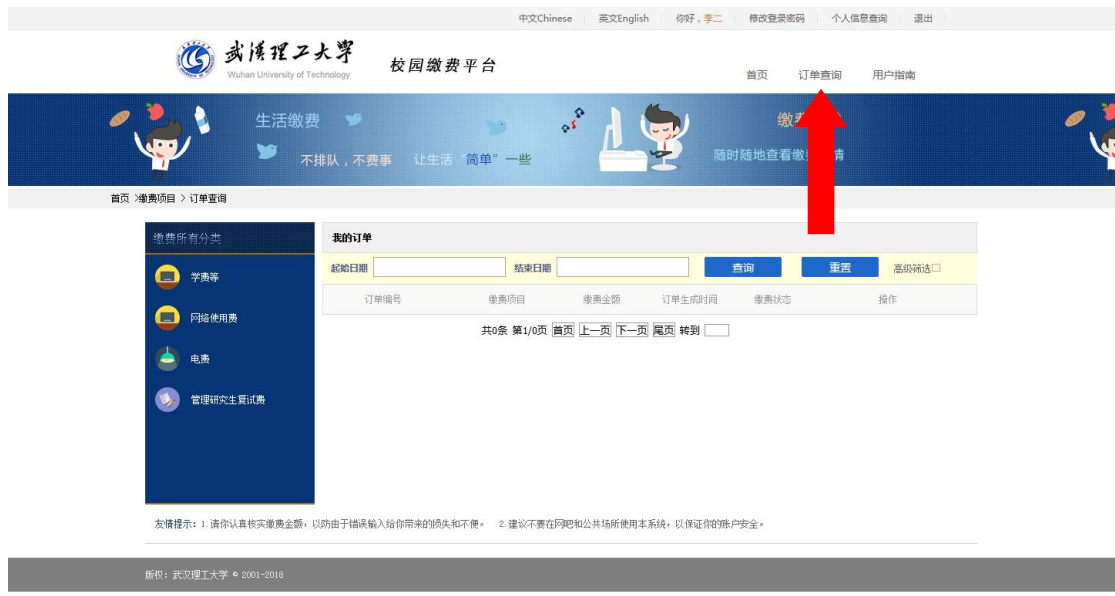 中文Chinese 英文English 你好，李二 修改登录密码 个人信息查询 退出
武汉理工大学
Wuhan University of Technology
校园缴费平台
首页 订单查询 用户指南
生活缴费
不排队，不费事 让生活“简单”一些
随时随地查看缴
首页 >缴费项目 > 订单查询
缴费所有分类
学费等
网络使用费
电费
管理研究生复试费
我的订单
起始日期 结束日期 查询 重置 高级筛选
订单编号 缴费项目 缴费金额 订单生成时间 缴费状态 操作
共0条 第1/0页 首页 上一页 下一页 尾页 转到
友情提示：1.请你认真核实缴费金额，以防由于错误输入给你带来的损失和不便。 2.建议不要在网吧和公共场所使用本系统，以保证你的账户安全。
版权：武汉理工大学 © 2001-2018